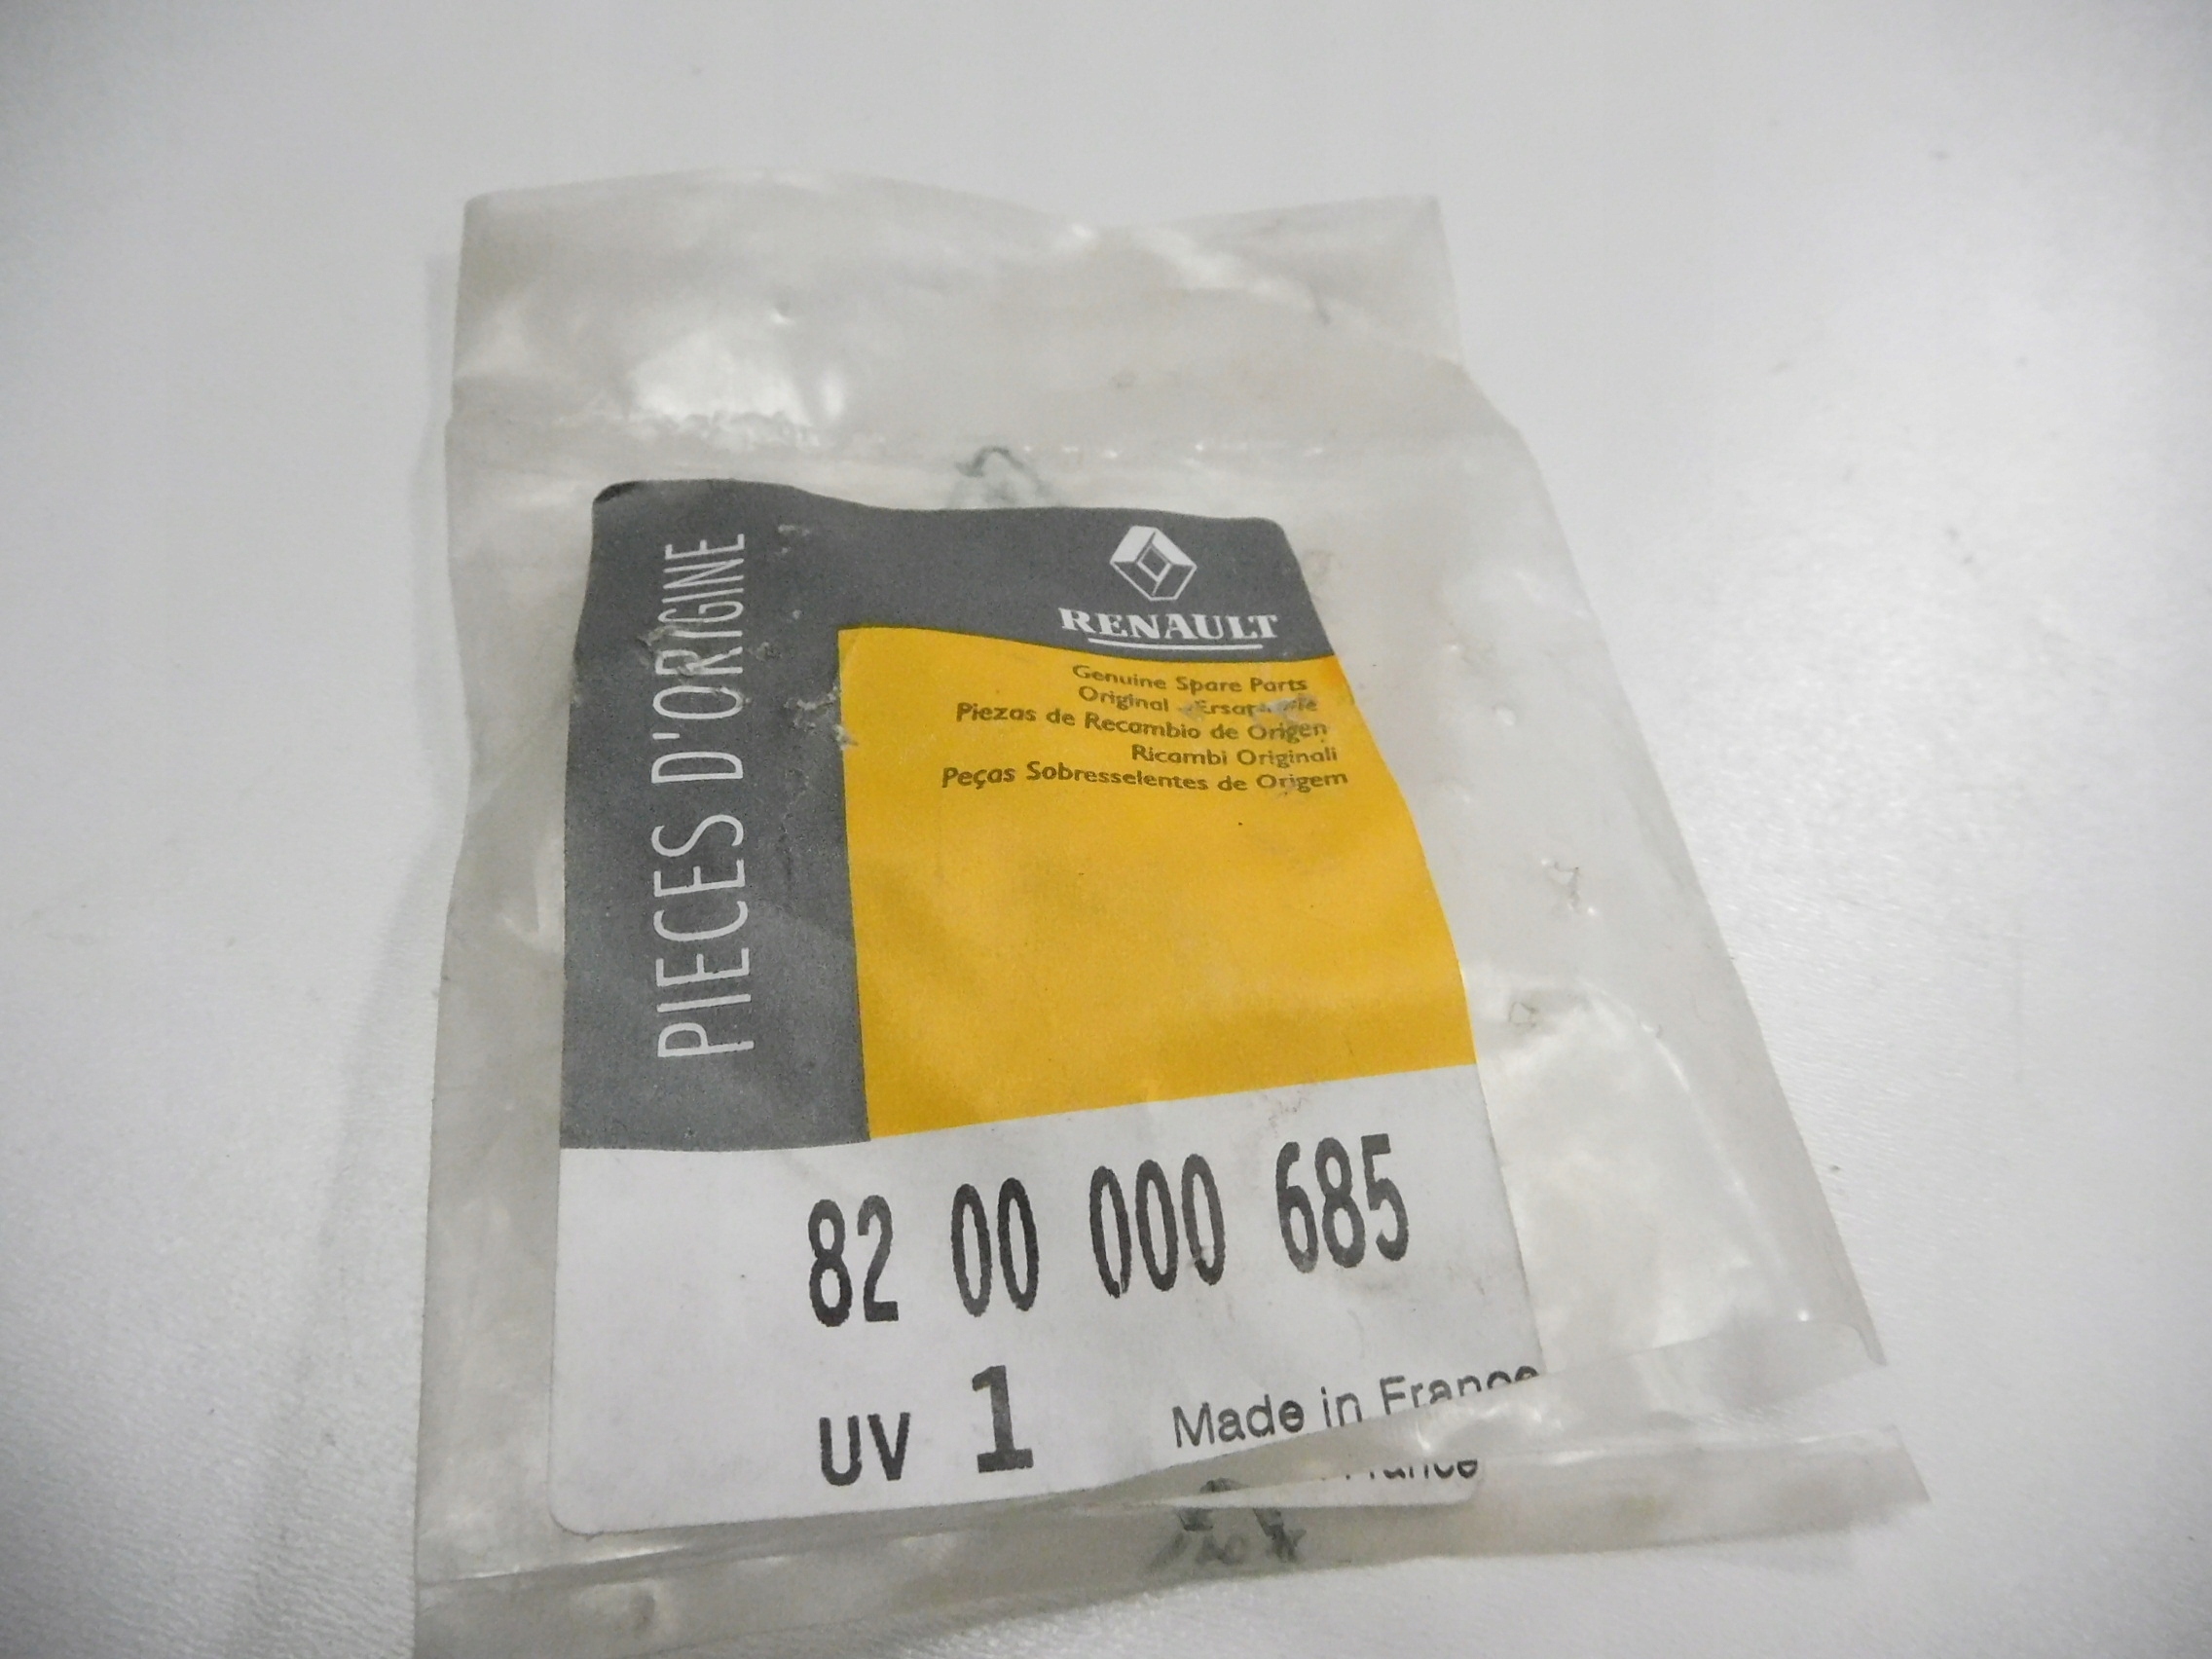 PIECES D'ORIGINE
RENAULT
Genuine Spare Parts
Original
Piezas de Recambio de Origen
Ricambi Originali
Peças Sobresselentes de Origem
82 00 000 685
UV 1
Made in France